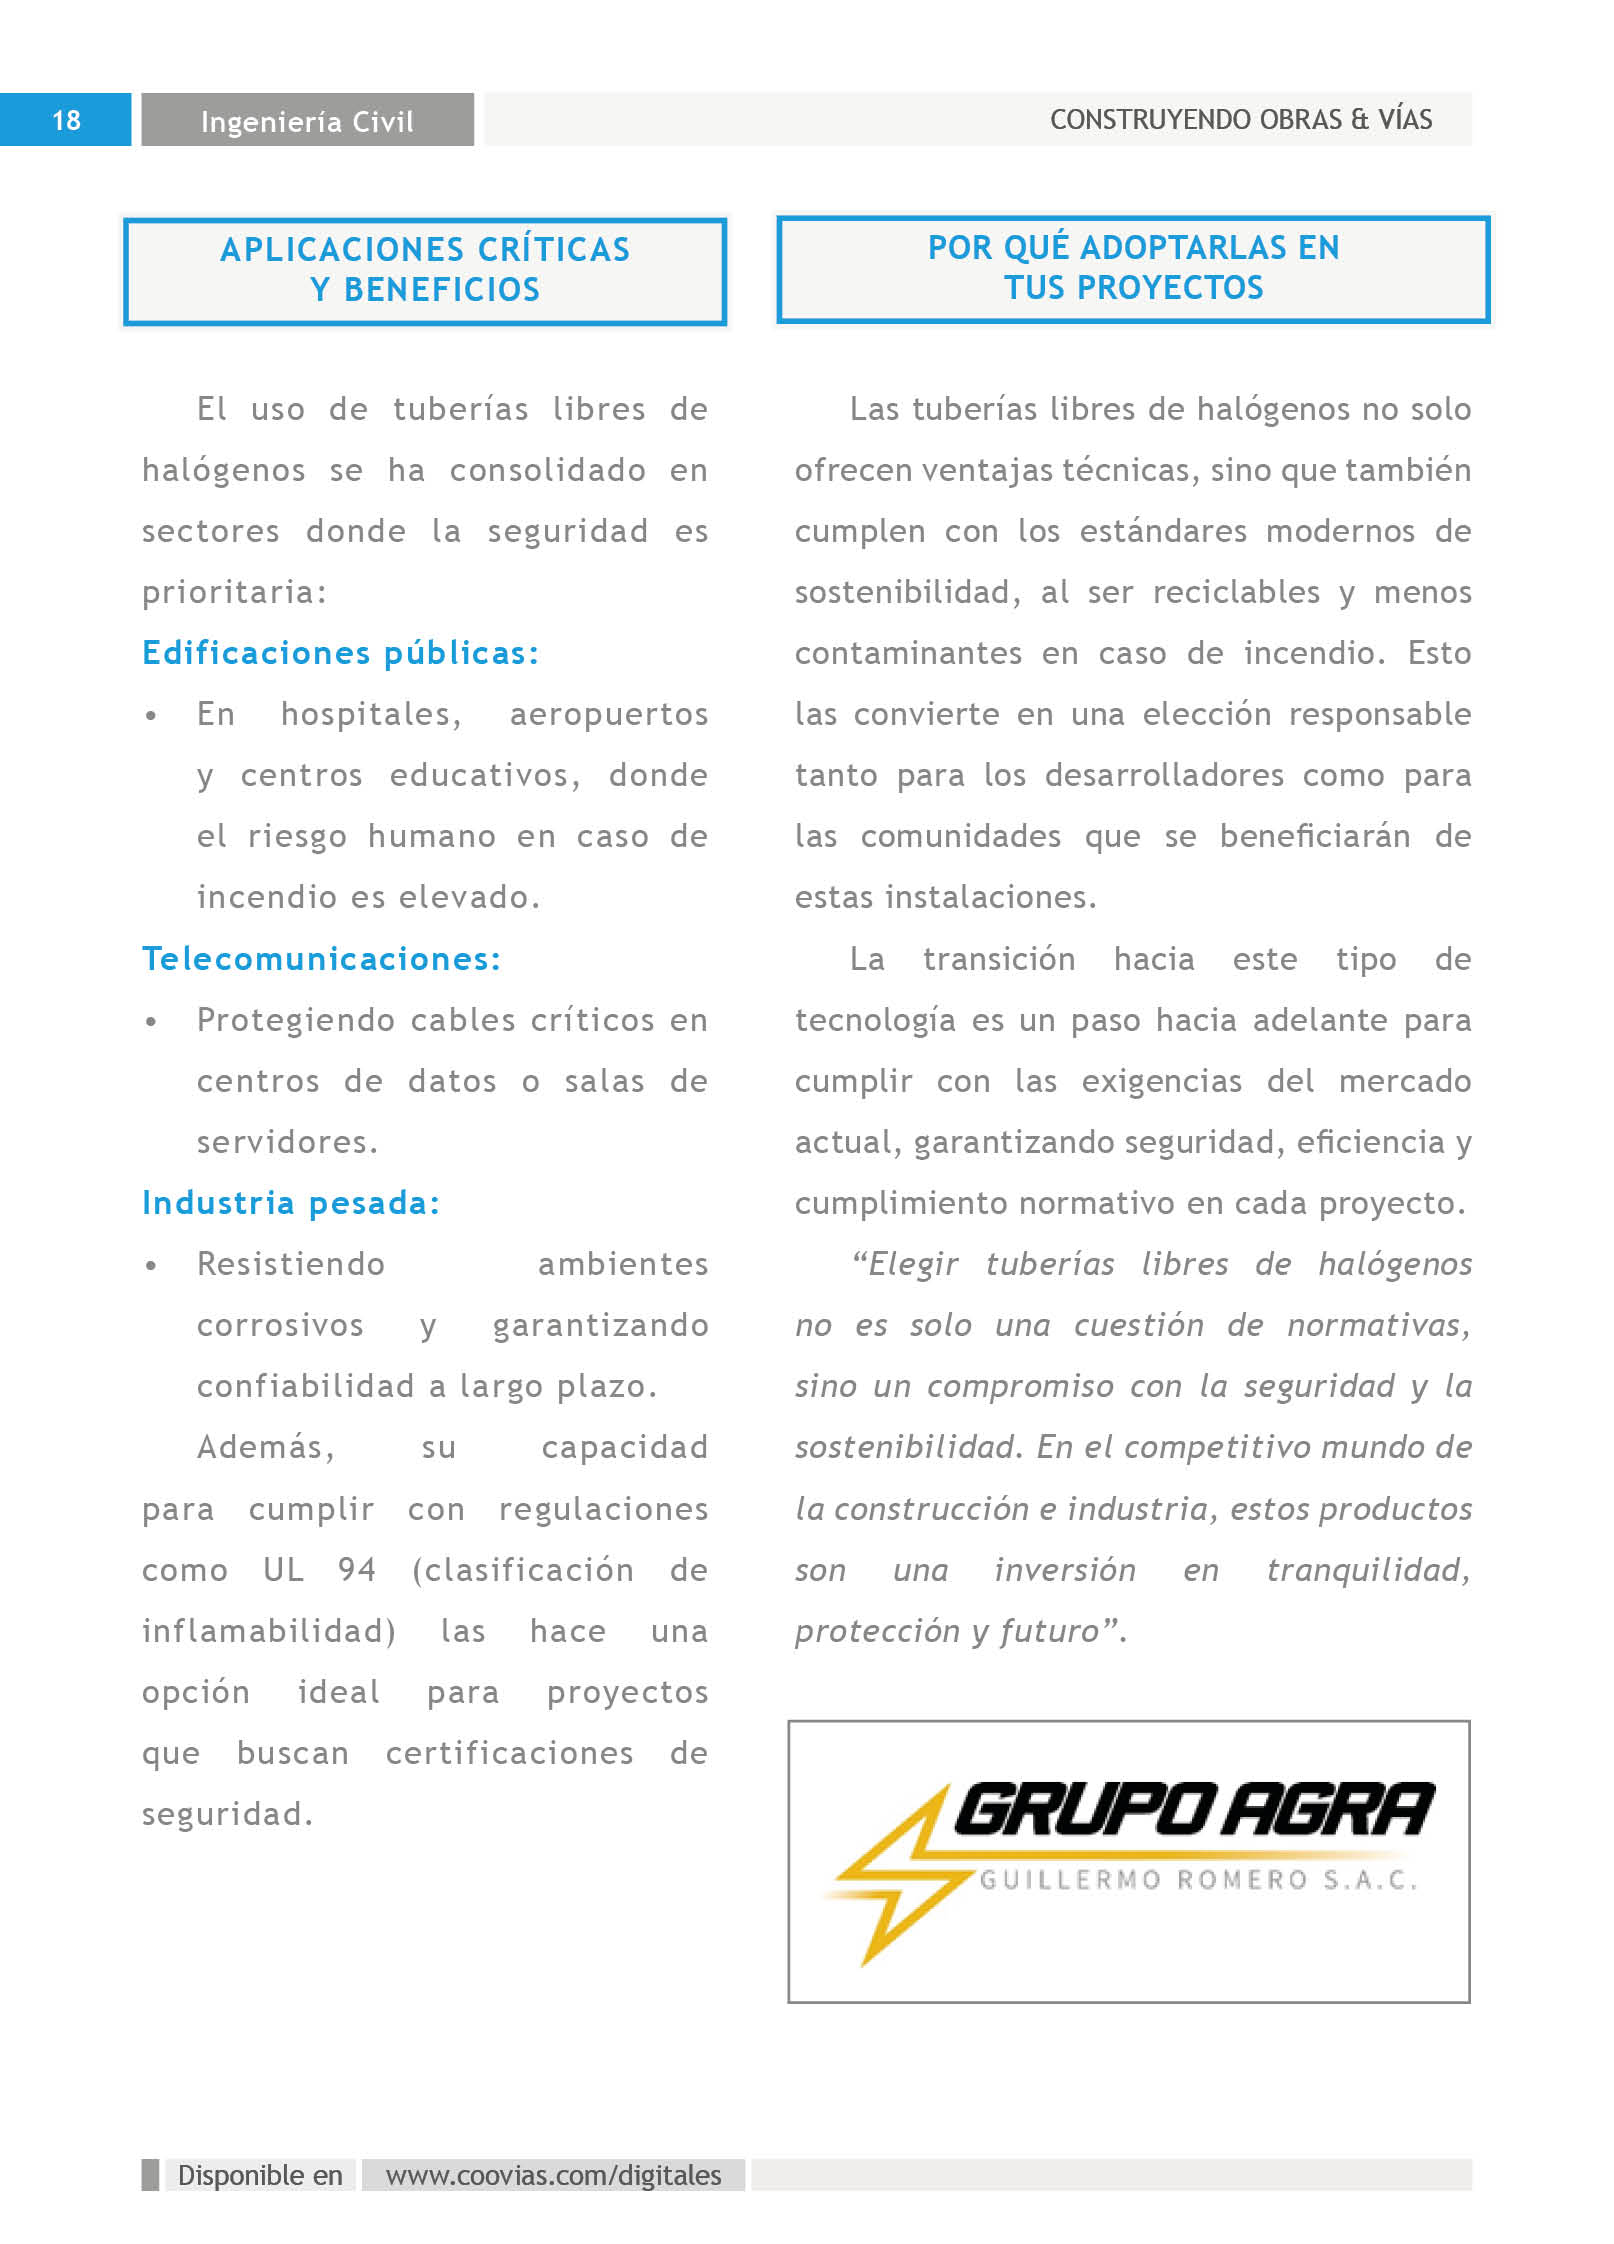 18
Ingeniería Civil
CONSTRUYENDO OBRAS & VÍAS
APLICACIONES CRÍTICAS
Y BENEFICIOS
El uso de tuberías libres de
halógenos se ha consolidado en
sectores donde la seguridad es
prioritaria:
Edificaciones públicas:
• En hospitales, aeropuertos
y centros educativos, donde
el riesgo humano en caso de
incendio es elevado.
Telecomunicaciones:
• Protegiendo cables críticos en
centros de datos o salas de
servidores.
Industria pesada:
• Resistiendo ambientes
corrosivos y garantizando
confiabilidad a largo plazo.
Además, su capacidad
para cumplir con regulaciones
como UL 94 (clasificación de
inflamabilidad) las hace una
opción ideal para proyectos
que buscan certificaciones de
seguridad.
POR QUÉ ADOPTARLAS EN
TUS PROYECTOS
Las tuberías libres de halógenos no solo
ofrecen ventajas técnicas, sino que también
cumplen con los estándares modernos de
sostenibilidad, al ser reciclables y menos
contaminantes en caso de incendio. Esto
las convierte en una elección responsable
tanto para los desarrolladores como para
las comunidades que se beneficiarán de
estas instalaciones.
La transición hacia este tipo de
tecnología es un paso hacia adelante para
cumplir con las exigencias del mercado
actual, garantizando seguridad, eficiencia y
cumplimiento normativo en cada proyecto.
“Elegir tuberías libres de halógenos
no es solo una cuestión de normativas,
sino un compromiso con la seguridad y la
sostenibilidad. En el competitivo mundo de
la construcción e industria, estos productos
son una inversión en tranquilidad,
protección y futuro”.
GRUPO AGRA
GUILLERMO ROMERO S.A.C.
Disponible en
www.coovias.com/digitales